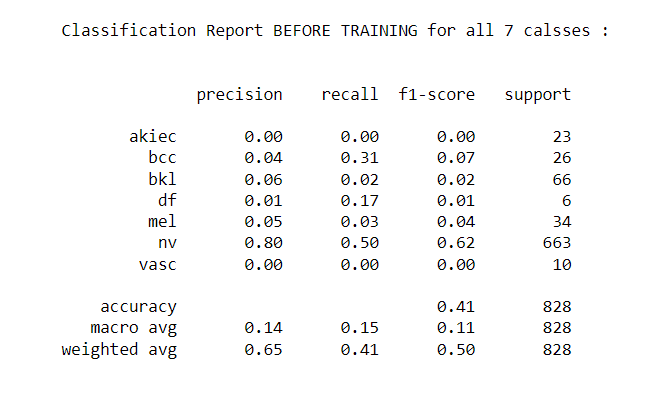 Classification Report BEFORE TRAINING for all 7 calsses :
precision recall f1-score support
akiec 0.00 0.00 0.00 23
bcc 0.04 0.31 0.07 26
bkl 0.06 0.02 0.02 66
df 0.01 0.17 0.01 6
mel 0.05 0.03 0.04 34
nv 0.80 0.50 0.62 663
vasc 0.00 0.00 0.00 10
accuracy 0.41 828
macro avg 0.14 0.15 0.11 828
weighted avg 0.65 0.41 0.50 828